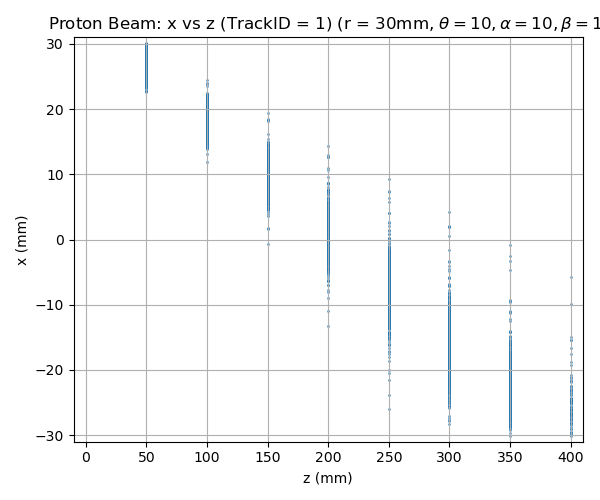 Proton Beam: x vs z (TrackID = 1) (r = 30mm, θ = 10, α = 10, β = 1
30
20
10
0
−10
−20
−30
x (mm)
0 50 100 150 200 250 300 350 400
z (mm)